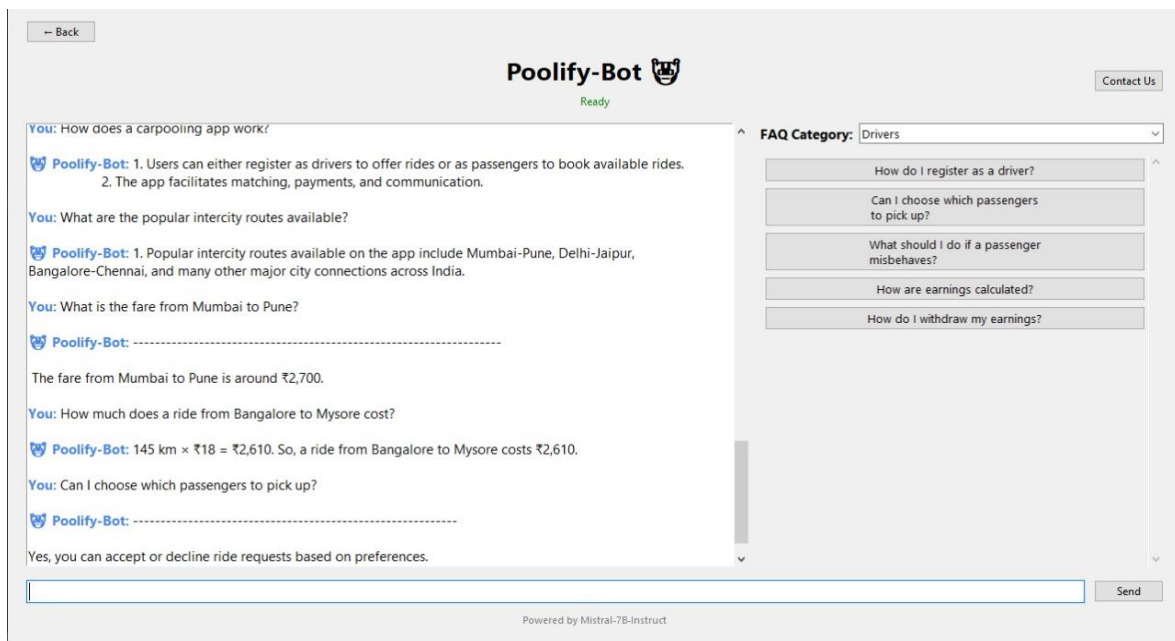 ← Back
Poolify-Bot
Ready
Contact Us
You: How does a carpooling app work?
Poolify-Bot: 1. Users can either register as drivers to offer rides or as passengers to book available rides.
2. The app facilitates matching, payments, and communication.
You: What are the popular intercity routes available?
Poolify-Bot: 1. Popular intercity routes available on the app include Mumbai-Pune, Delhi-Jaipur,
Bangalore-Chennai, and many other major city connections across India.
You: What is the fare from Mumbai to Pune?
Poolify-Bot: -------------------------------------------------------------------
The fare from Mumbai to Pune is around ₹2,700.
You: How much does a ride from Bangalore to Mysore cost?
Poolify-Bot: 145 km × ₹18 = ₹2,610. So, a ride from Bangalore to Mysore costs ₹2,610.
You: Can I choose which passengers to pick up?
Poolify-Bot: -----------------------------------------------------------
Yes, you can accept or decline ride requests based on preferences.
FAQ Category: Drivers
How do I register as a driver?
Can I choose which passengers
to pick up?
What should I do if a passenger
misbehaves?
How are earnings calculated?
How do I withdraw my earnings?
Send
Powered by Mistral-7B-Instruct